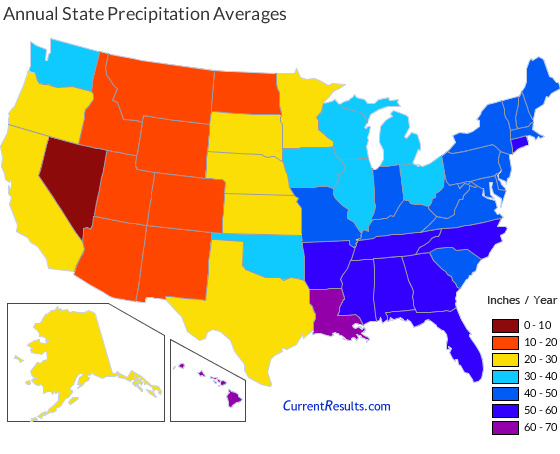 Annual State Precipitation Averages
Inches / Year
0 - 10
10 - 20
20 - 30
30 - 40
40 - 50
50 - 60
60 - 70
CurrentResults.com